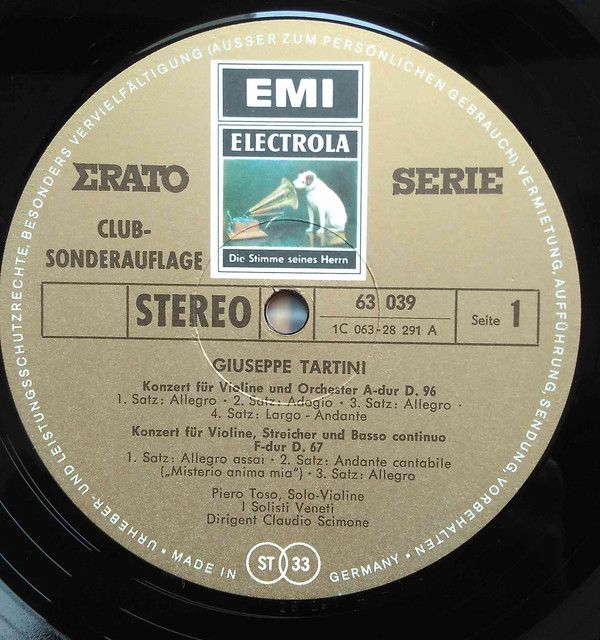 URHEBER- UND LEISTUNGSSCHUTZRECHTE, BESONDERS VERVIELFÄLTIGUNG (AUSSER ZUM PERSÖNLICHEN GEBRAUCH), VERMIETUNG, AUFFÜHRUNG, SENDUNG, VORBEHALTEN •
EMI
ELECTROLA
Die Stimme seines Herrn
ΣRATO SERIE
CLUB-
SONDERAUFLAGE
STEREO
63 039
1C 063-28 291 A
Seite 1
GIUSEPPE TARTINI
Konzert für Violine und Orchester A-dur D. 96
1. Satz: Allegro · 2. Satz: Adagio · 3. Satz: Allegro ·
4. Satz: Largo - Andante
Konzert für Violine, Streicher und Basso continuo
F-dur D. 67
1. Satz: Allegro assai · 2. Satz: Andante cantabile
(„Misterio anima mia") · 3. Satz: Allegro
Piero Toso, Solo-Violine
I Solisti Veneti
Dirigent Claudio Scimone
• MADE IN GERMANY •
ST 33